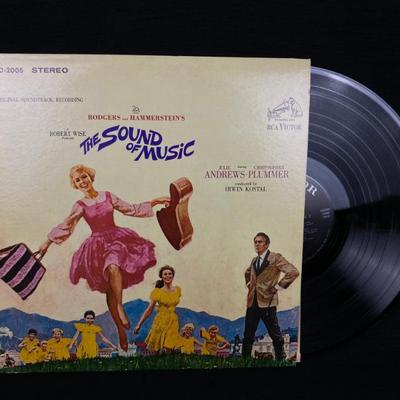 -2005 STEREO
ORIGINAL SOUNDTRACK RECORDING
RODGERS AND HAMMERSTEIN'S
ROBERT WISE
THE SOUND OF MUSIC
RCA VICTOR
JULIE CHRISTOPHER
ANDREWS · PLUMMER
conducted by
IRWIN KOSTAL